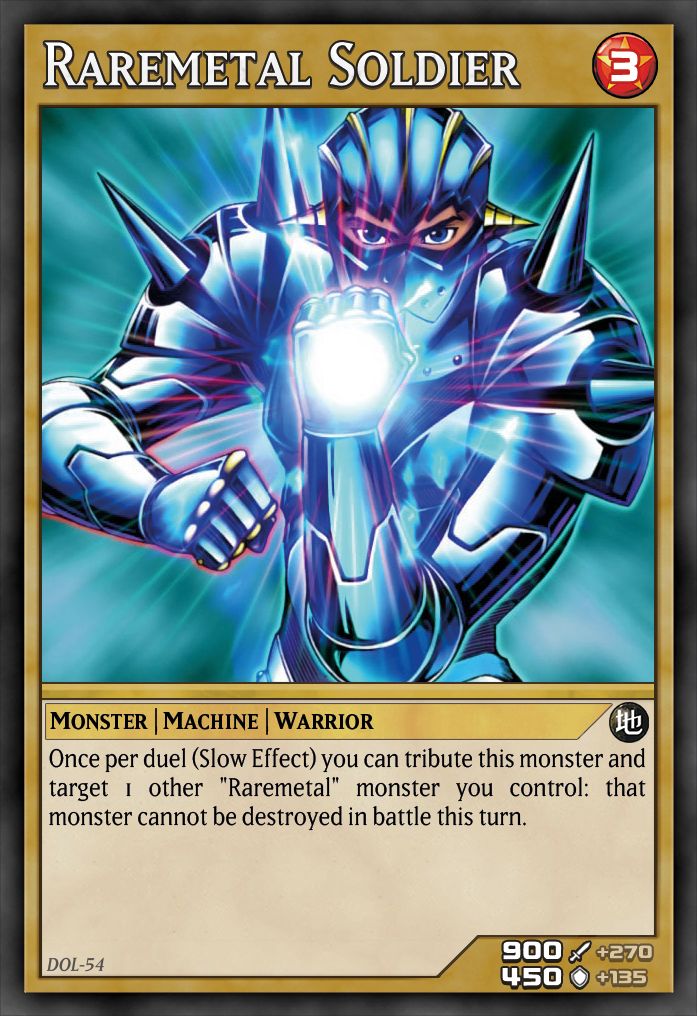 RAREMETAL SOLDIER
3
MONSTER | MACHINE | WARRIOR
Once per duel (Slow Effect) you can tribute this monster and
target 1 other "Raremetal" monster you control: that
monster cannot be destroyed in battle this turn.
900 +270
DOL-54
450 +135